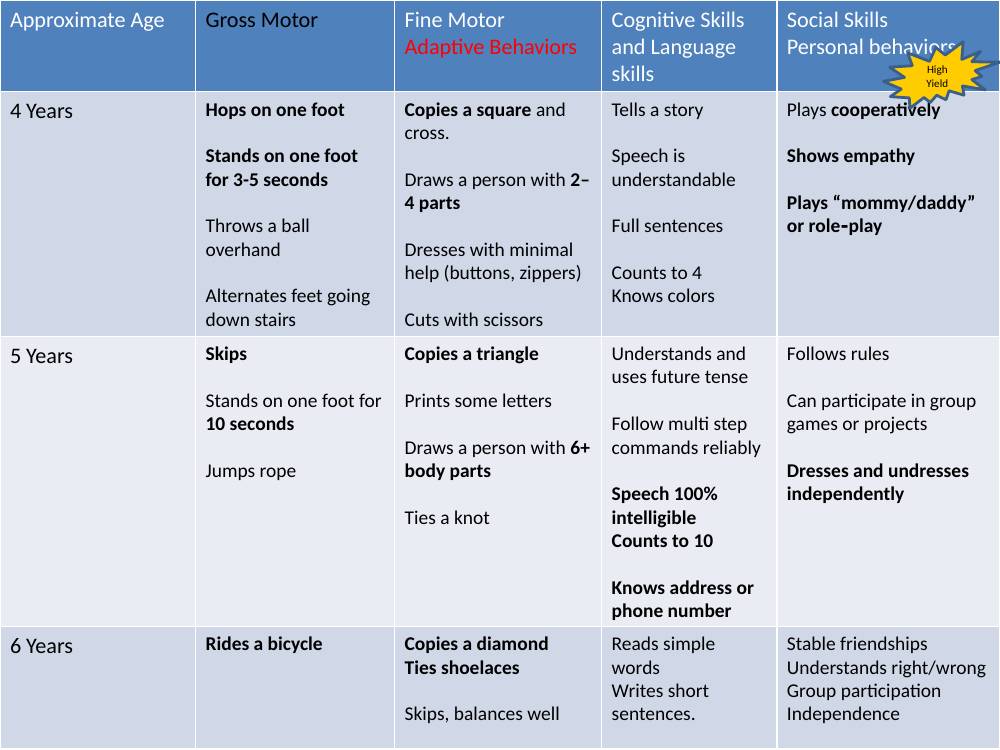 Approximate Age
Gross Motor
Fine Motor
Adaptive Behaviors
Cognitive Skills
and Language
skills
Social Skills
Personal behaviors
High
Yield
4 Years
Hops on one foot
Stands on one foot
for 3-5 seconds
Throws a ball
overhand
Alternates feet going
down stairs
Copies a square and
cross.
Draws a person with 2–
4 parts
Dresses with minimal
help (buttons, zippers)
Cuts with scissors
Tells a story
Speech is
understandable
Full sentences
Counts to 4
Knows colors
Plays cooperatively
Shows empathy
Plays “mommy/daddy”
or role-play
5 Years
Skips
Stands on one foot for
10 seconds
Jumps rope
Copies a triangle
Prints some letters
Draws a person with 6+
body parts
Ties a knot
Understands and
uses future tense
Follow multi step
commands reliably
Speech 100%
intelligible
Counts to 10
Knows address or
phone number
Follows rules
Can participate in group
games or projects
Dresses and undresses
independently
6 Years
Rides a bicycle
Copies a diamond
Ties shoelaces
Skips, balances well
Reads simple
words
Writes short
sentences.
Stable friendships
Understands right/wrong
Group participation
Independence